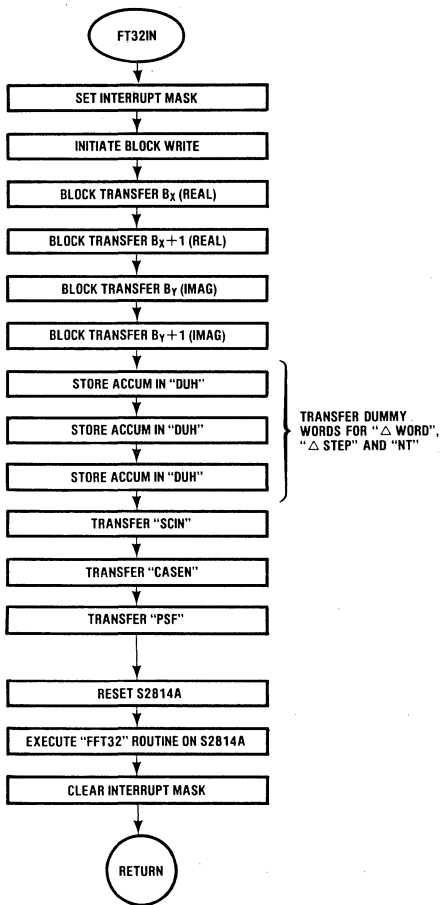 FT32IN
SET INTERRUPT MASK
INITIATE BLOCK WRITE
BLOCK TRANSFER BX (REAL)
BLOCK TRANSFER BX+1 (REAL)
BLOCK TRANSFER BY (IMAG)
BLOCK TRANSFER BY+1 (IMAG)
STORE ACCUM IN "DUH"
STORE ACCUM IN "DUH"
STORE ACCUM IN "DUH"
TRANSFER DUMMY
WORDS FOR "△ WORD",
"△ STEP" AND "NT"
TRANSFER "SCIN"
TRANSFER "CASEN"
TRANSFER "PSF"
RESET S2814A
EXECUTE "FFT32" ROUTINE ON S2814A
CLEAR INTERRUPT MASK
RETURN